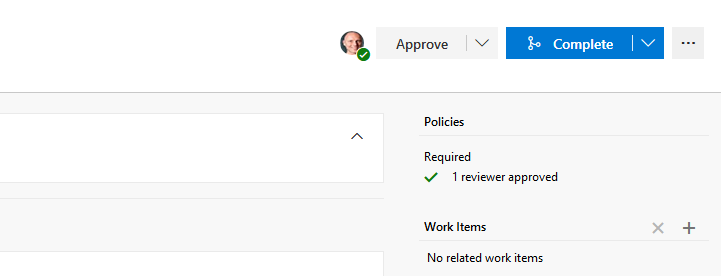 Approve
Complete
...
Policies
Required
1 reviewer approved
Work Items
No related work items